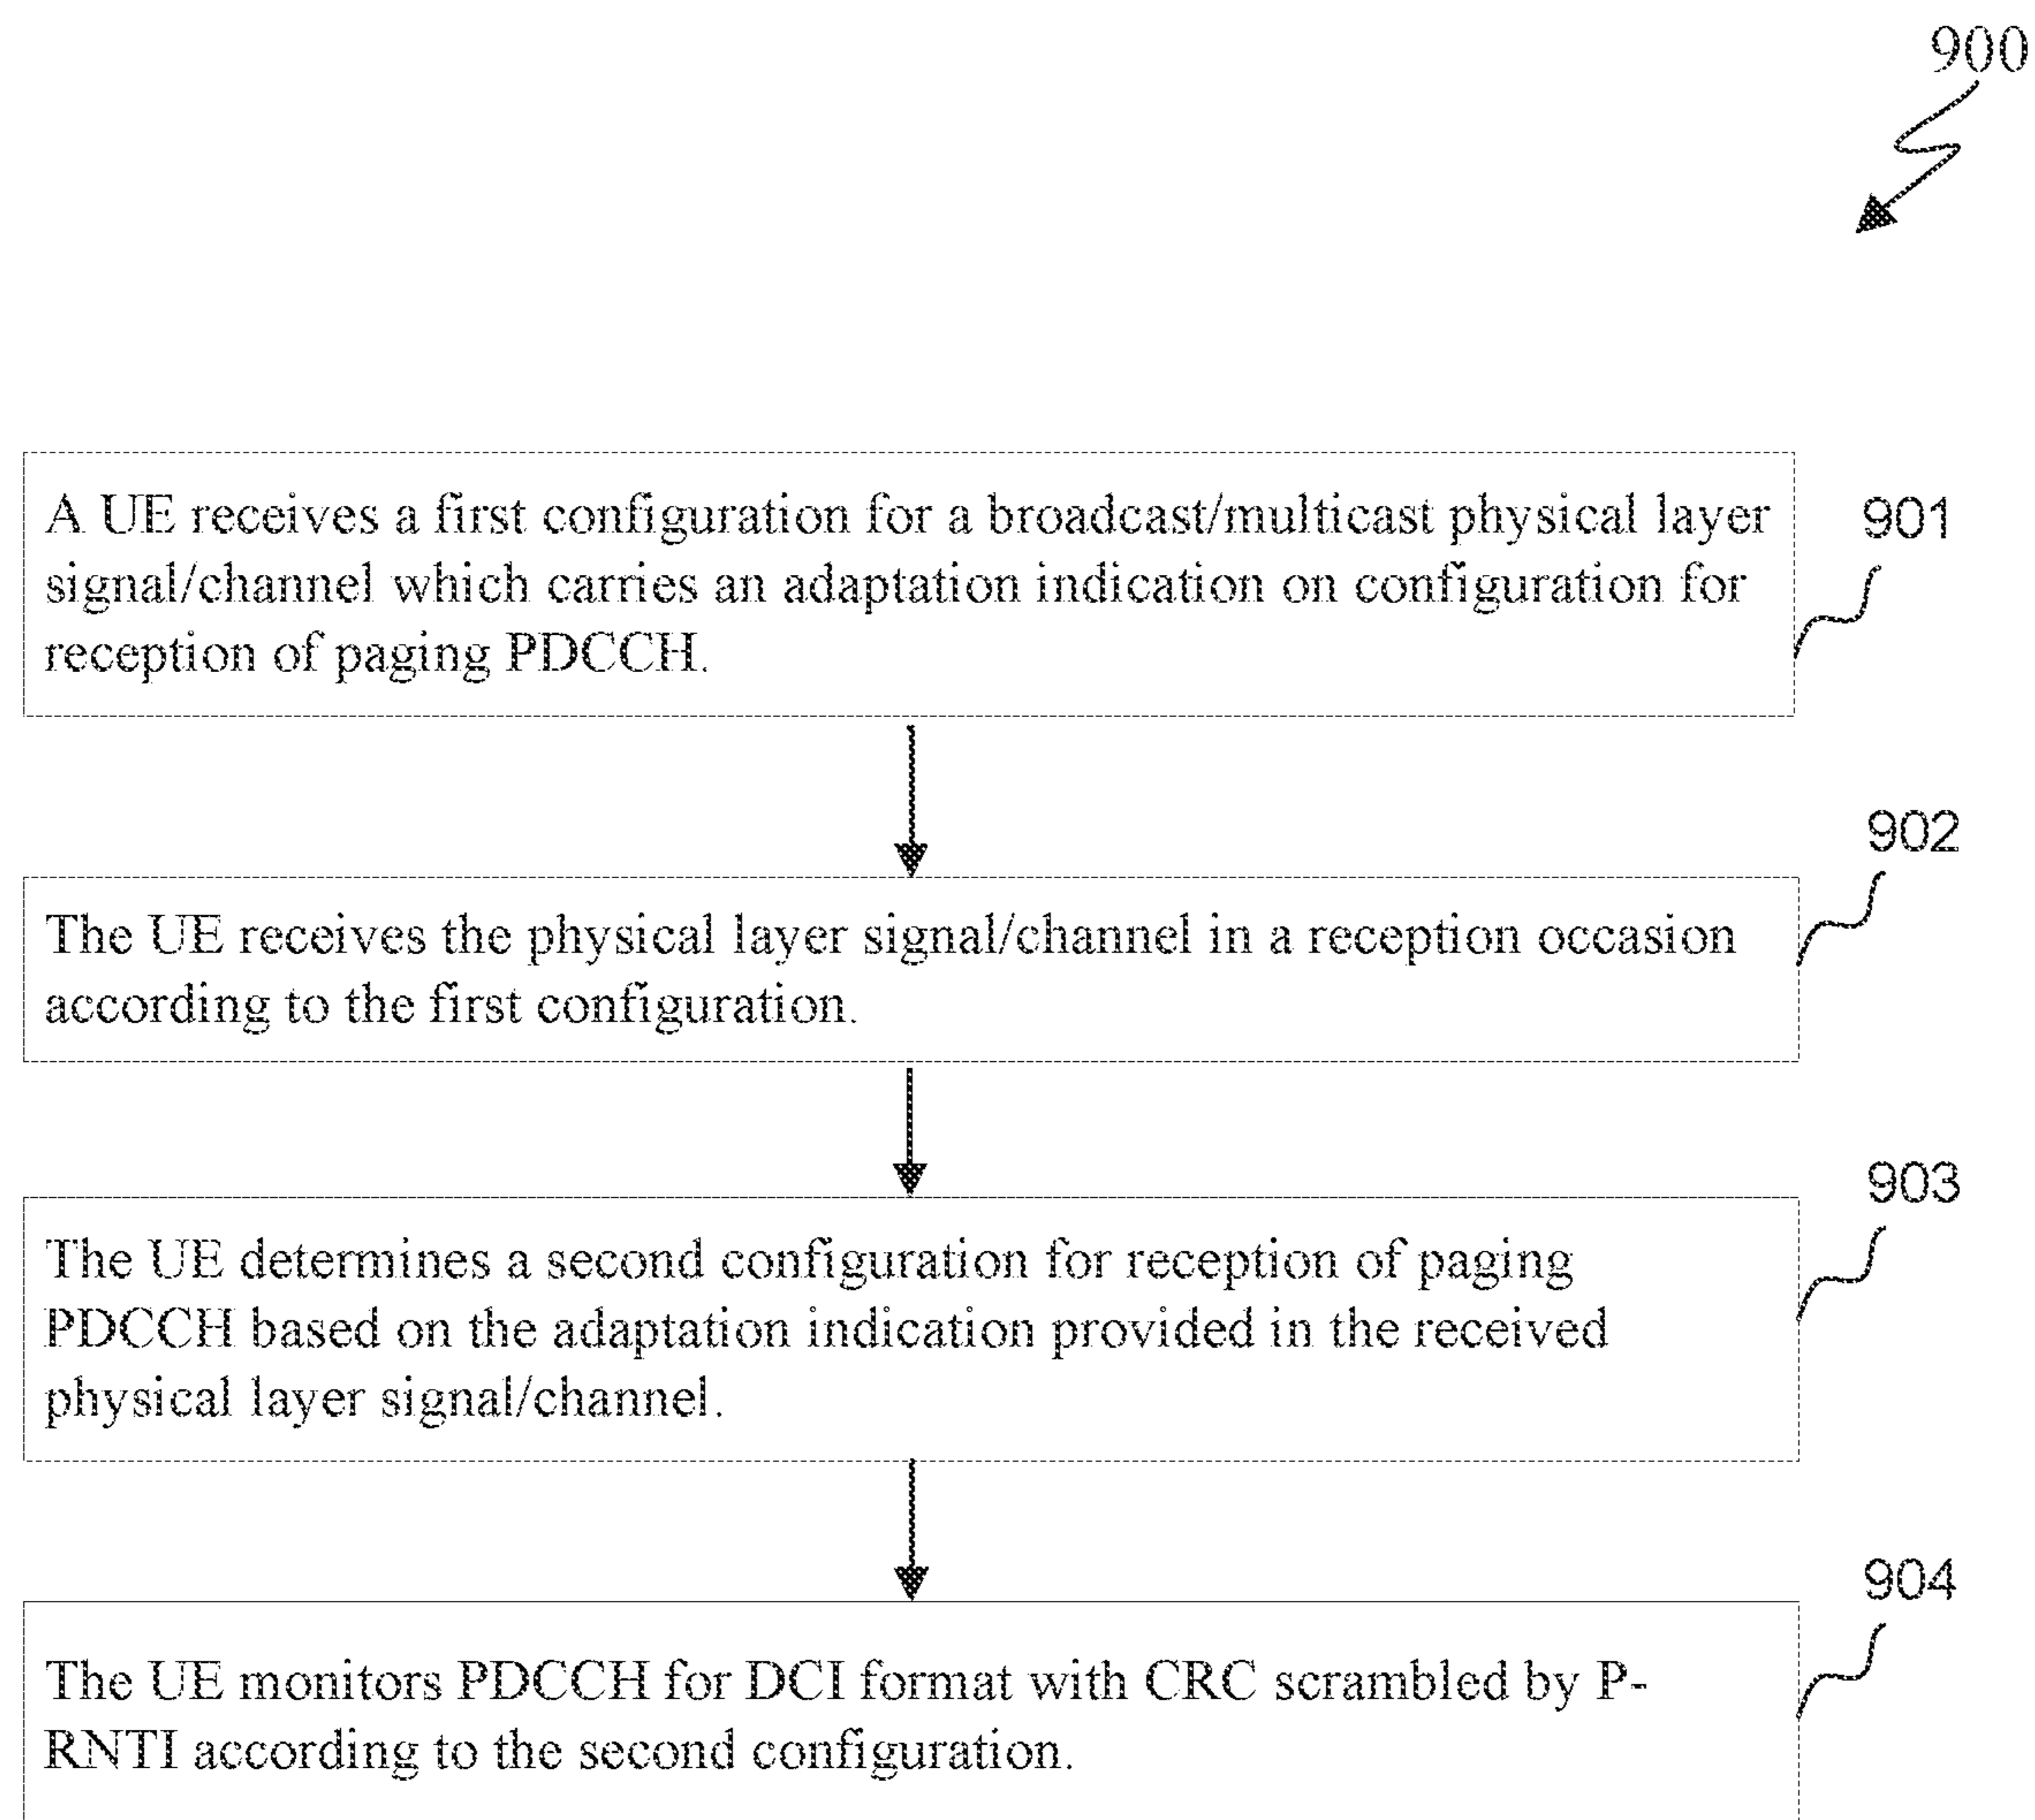 900
A UE receives a first configuration for a broadcast/multicast physical layer
signal/channel which carries an adaptation indication on configuration for
reception of paging PDCCH.
901
902
The UE receives the physical layer signal/channel in a reception occasion
according to the first configuration.
903
The UE determines a second configuration for reception of paging
PDCCH based on the adaptation indication provided in the received
physical layer signal/channel.
904
The UE monitors PDCCH for DCI format with CRC scrambled by P-
RNTI according to the second configuration.